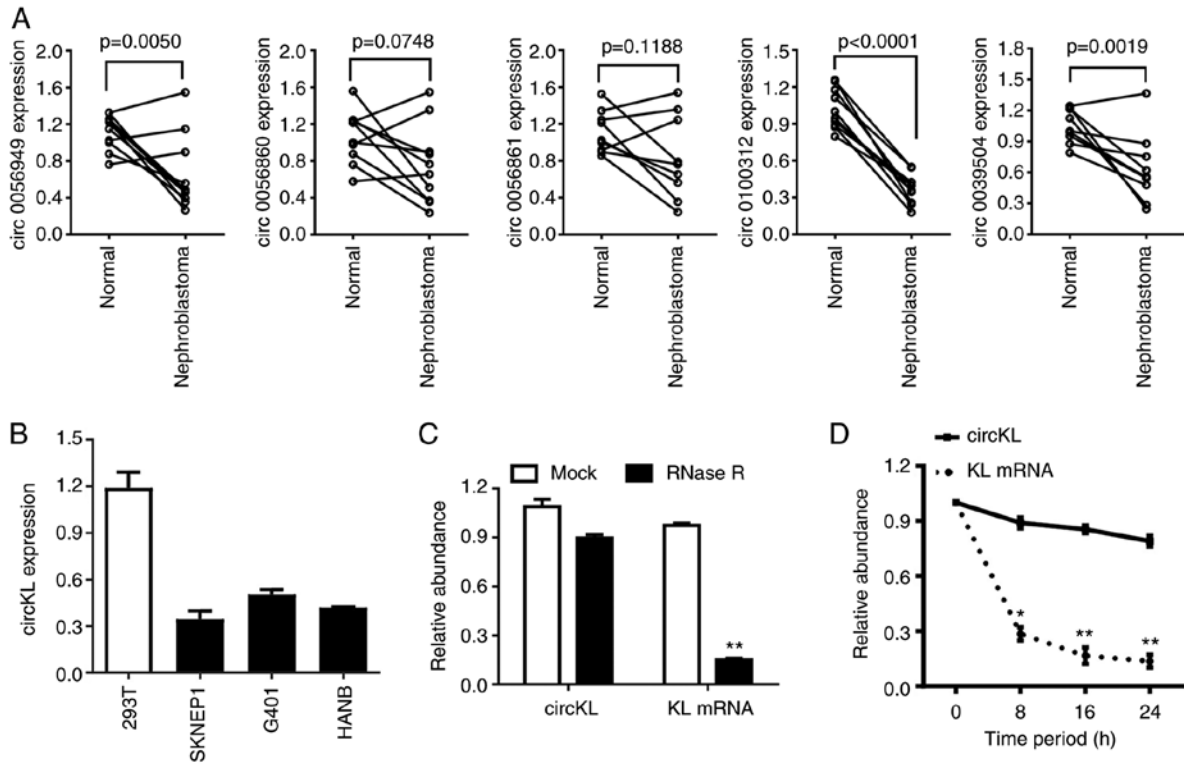 A
p=0.0050
circ 0056949 expression
2.0
1.6
1.2
0.8
0.4
0.0
Normal
Nephroblastoma
p=0.0748
circ 0056860 expression
2.0
1.6
1.2
0.8
0.4
0.0
Normal
Nephroblastoma
p=0.1188
circ 0056861 expression
2.0
1.6
1.2
0.8
0.4
0.0
Normal
Nephroblastoma
p<0.0001
circ 0100312 expression
1.5
1.2
0.9
0.6
0.3
0.0
Normal
Nephroblastoma
p=0.0019
circ 0039504 expression
1.8
1.5
1.2
0.9
0.6
0.3
0.0
Normal
Nephroblastoma
B
circKL expression
1.5
1.2
0.9
0.6
0.3
0.0
293T
SKNEP1
G401
HANB
C
Mock
RNase R
Relative abundance
1.2
0.9
0.6
0.3
0.0
**
circKL
KL mRNA
D
circKL
KL mRNA
Relative abundance
1.2
0.9
0.6
0.3
0.0
*
**
**
0
8
16
24
Time period (h)